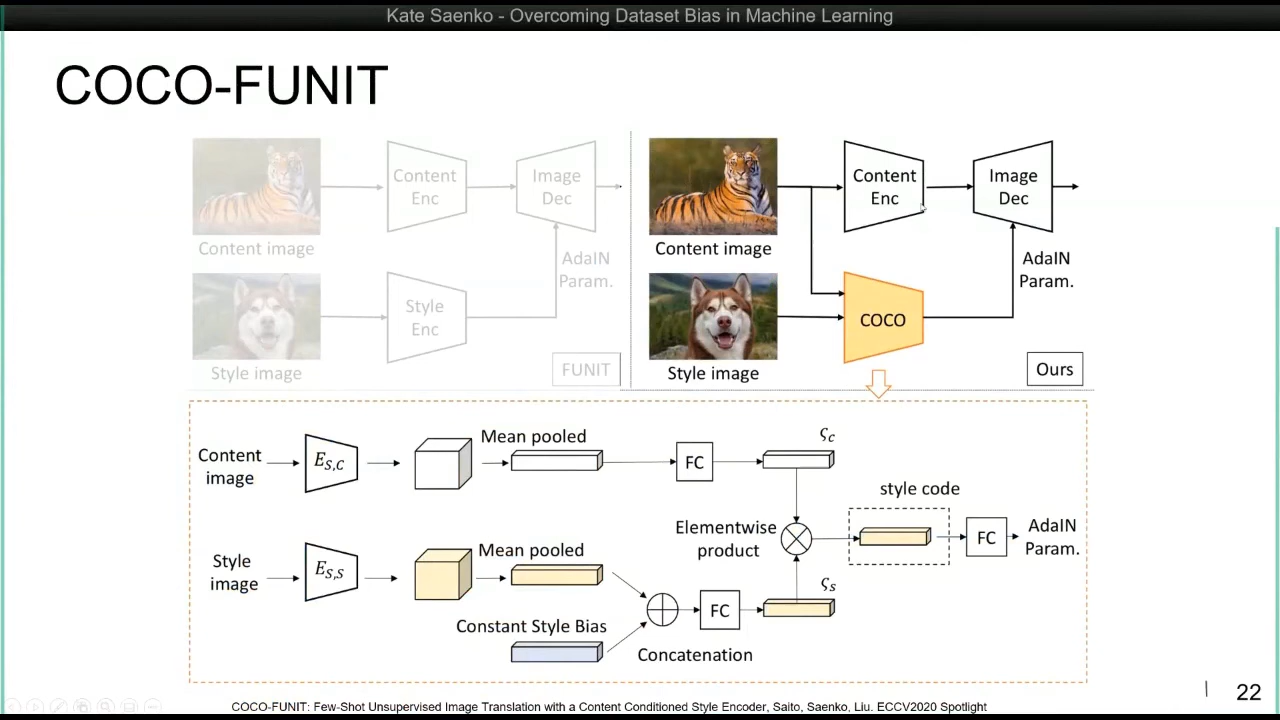 Kate Saenko - Overcoming Dataset Bias in Machine Learning
COCO-FUNIT
Content image
Style image
Content
Enc
Style
Enc
Image
Dec
AdaIN
Param.
FUNIT
Content image
Style image
Content
Enc
COCO
Image
Dec
AdaIN
Param.
Ours
Content
image
E_{S,C}
Mean pooled
FC
ς_c
Style
image
E_{S,S}
Mean pooled
Constant Style Bias
Concatenation
FC
ς_s
Elementwise
product
style code
FC
AdaIN
Param.
COCO-FUNIT: Few-Shot Unsupervised Image Translation with a Content Conditioned Style Encoder, Saito, Saenko, Liu. ECCV2020 Spotlight
22